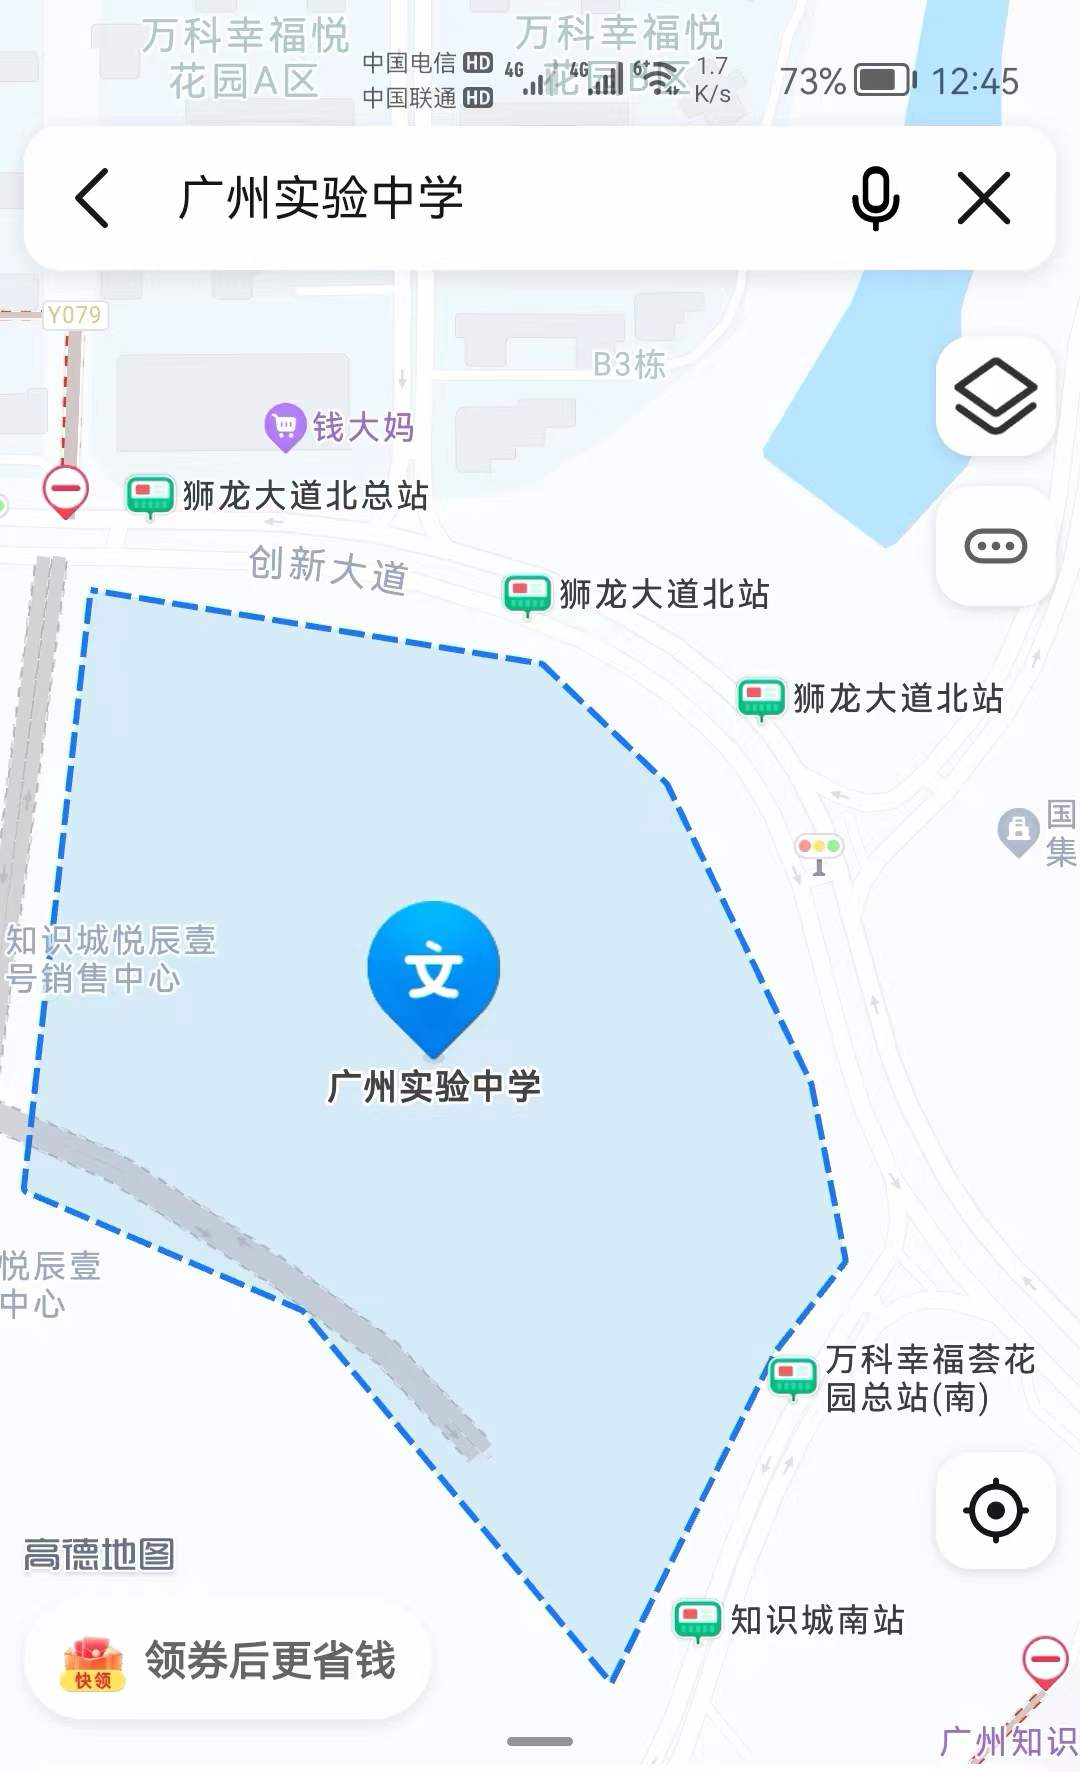 万科幸福悦
花园A区
万科幸福悦
花园B区
中国电信 HD
中国联通 HD
4G
4G
6+
1.7
K/s
73%
12:45
广州实验中学
Y079
B3栋
钱大妈
狮龙大道北总站
创新大道
狮龙大道北站
狮龙大道北站
国
集
知识城悦辰壹
号销售中心
文
广州实验中学
悦辰壹
中心
万科幸福荟花
园总站(南)
高德地图
知识城南站
快领
领券后更省钱
广州知识